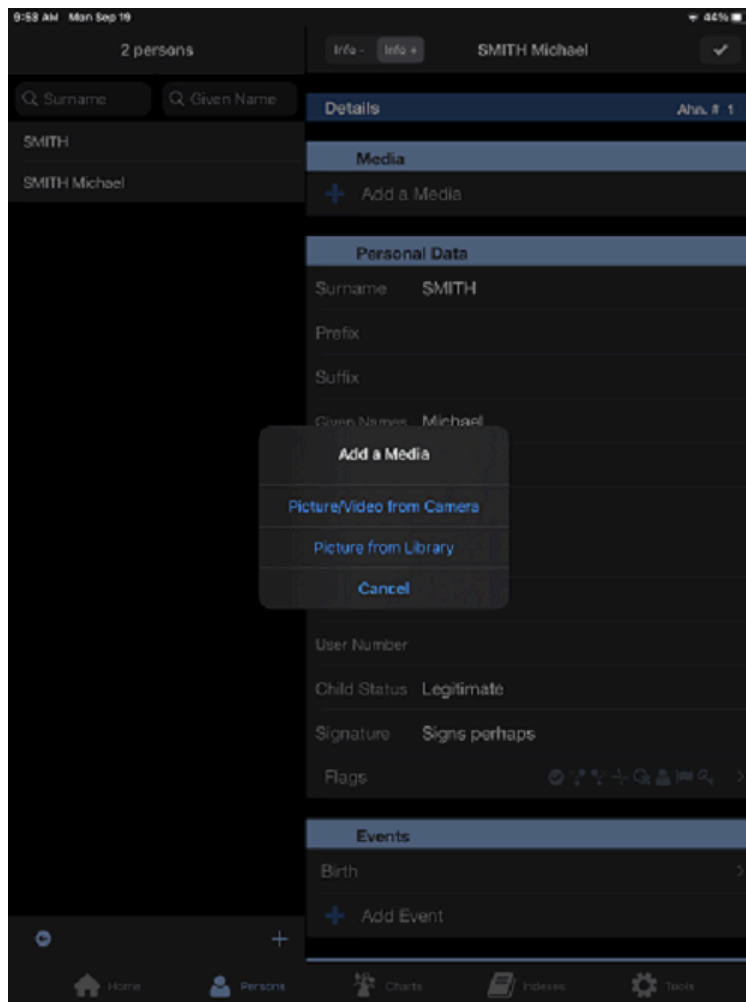 9:53 AM Mon Sep 19
44%
2 persons
Info - Info +
SMITH Michael
Surname
Given Name
SMITH
SMITH Michael
Details
Ahn. # 1
Media
Add a Media
Personal Data
Surname SMITH
Prefix
Suffix
Given Names Michael
Add a Media
Picture/Video from Camera
Picture from Library
Cancel
User Number
Child Status Legitimate
Signature Signs perhaps
Flags
Events
Birth
Add Event
Home
Persons
Charts
Indexes
Tools